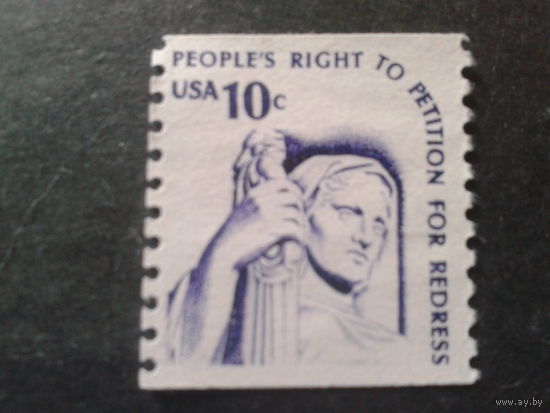 PEOPLE'S RIGHT TO PETITION FOR REDRESS
USA 10c
www.ay.by